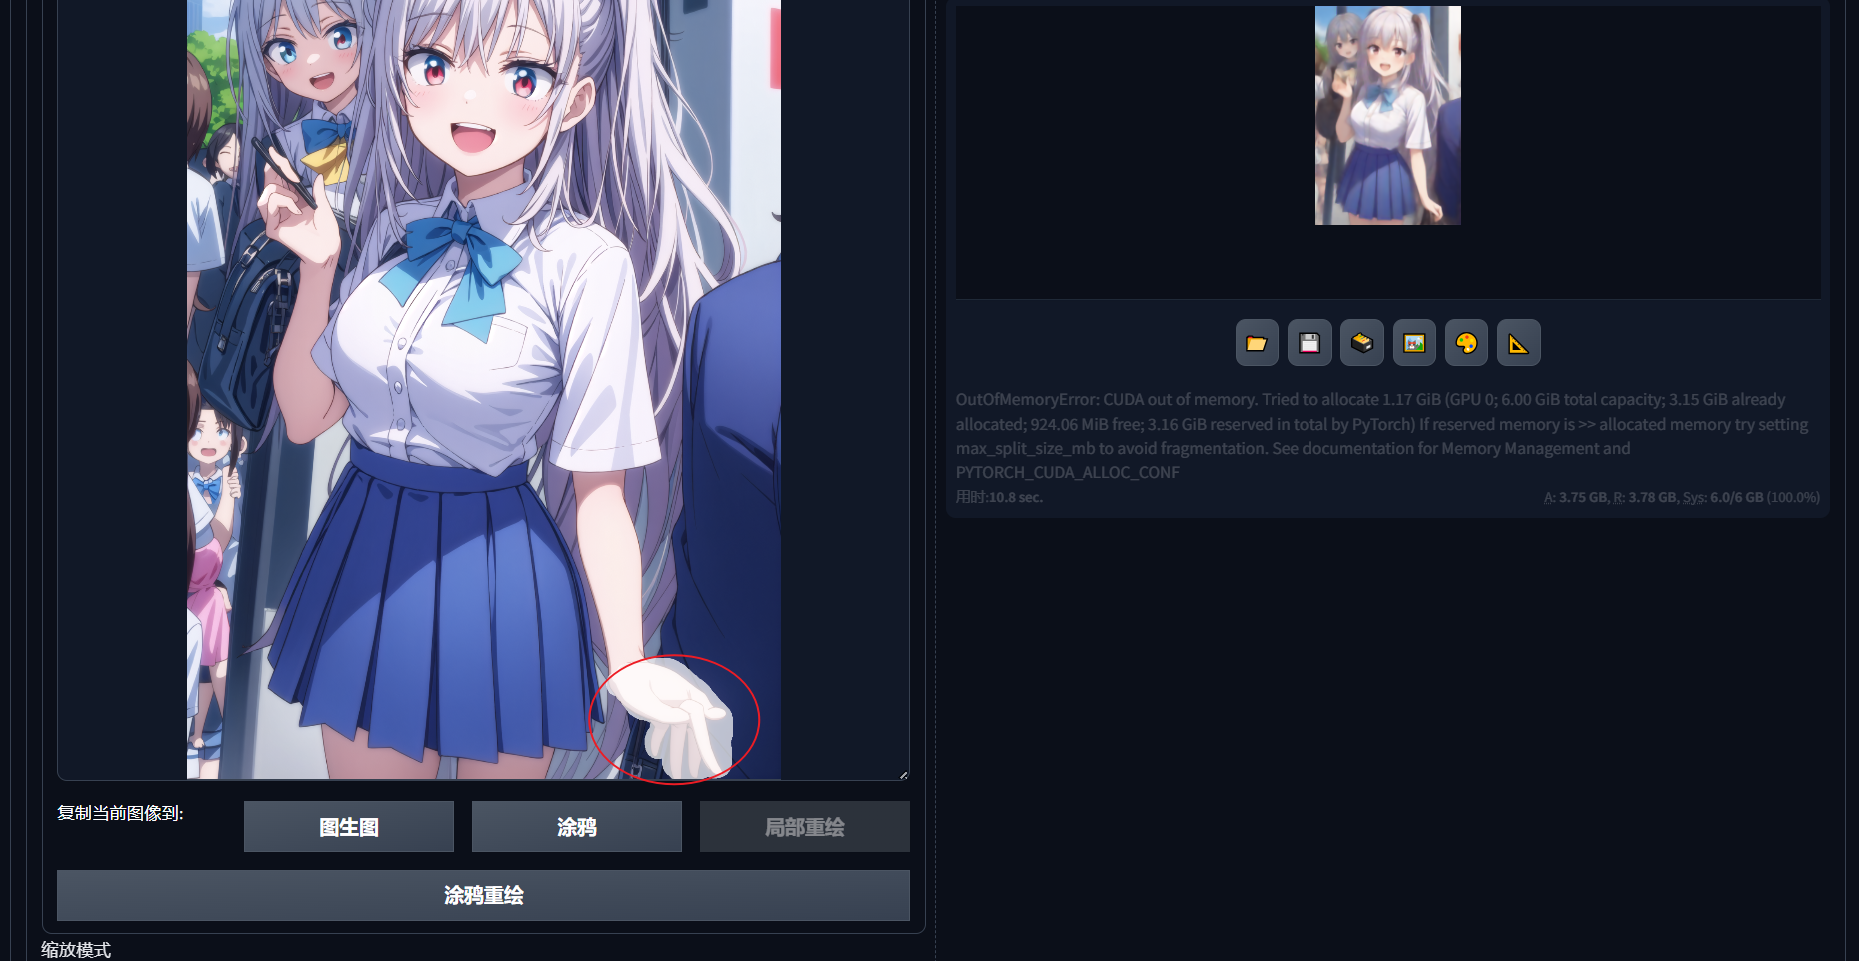 复制当前图像到:
图生图
涂鸦
局部重绘
涂鸦重绘
缩放模式
OutOfMemoryError: CUDA out of memory. Tried to allocate 1.17 GiB (GPU 0; 6.00 GiB total capacity; 3.15 GiB already
allocated; 924.06 MiB free; 3.16 GiB reserved in total by PyTorch) If reserved memory is >> allocated memory try setting
max_split_size_mb to avoid fragmentation. See documentation for Memory Management and
PYTORCH_CUDA_ALLOC_CONF
用时:10.8 sec.
A: 3.75 GB, R: 3.78 GB, Sys: 6.0/6 GB (100.0%)